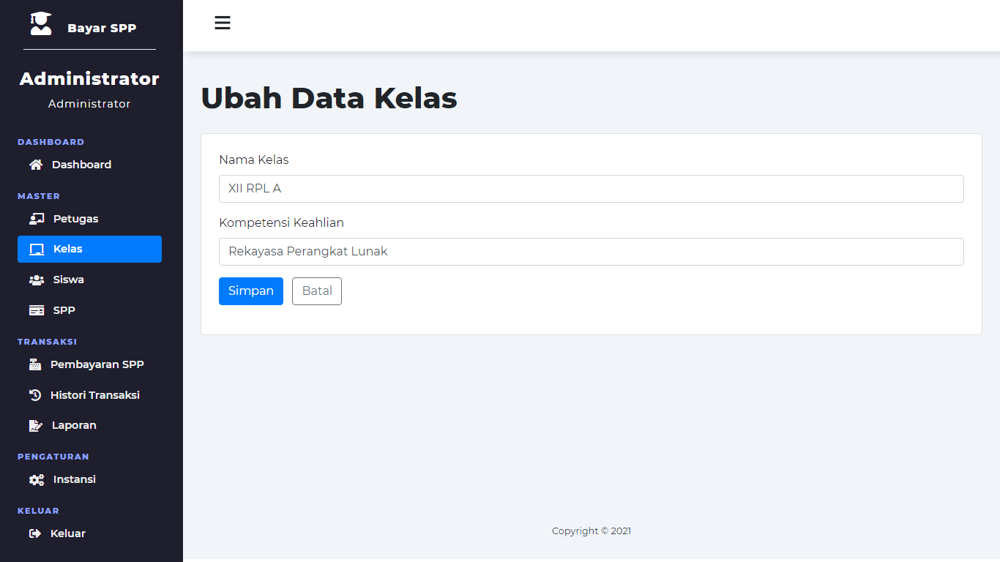 Bayar SPP
Administrator
Administrator
DASHBOARD
Dashboard
MASTER
Petugas
Kelas
Siswa
SPP
TRANSAKSI
Pembayaran SPP
Histori Transaksi
Laporan
PENGATURAN
Instansi
KELUAR
Keluar
Ubah Data Kelas
Nama Kelas
XII RPL A
Kompetensi Keahlian
Rekayasa Perangkat Lunak
Simpan Batal
Copyright © 2021